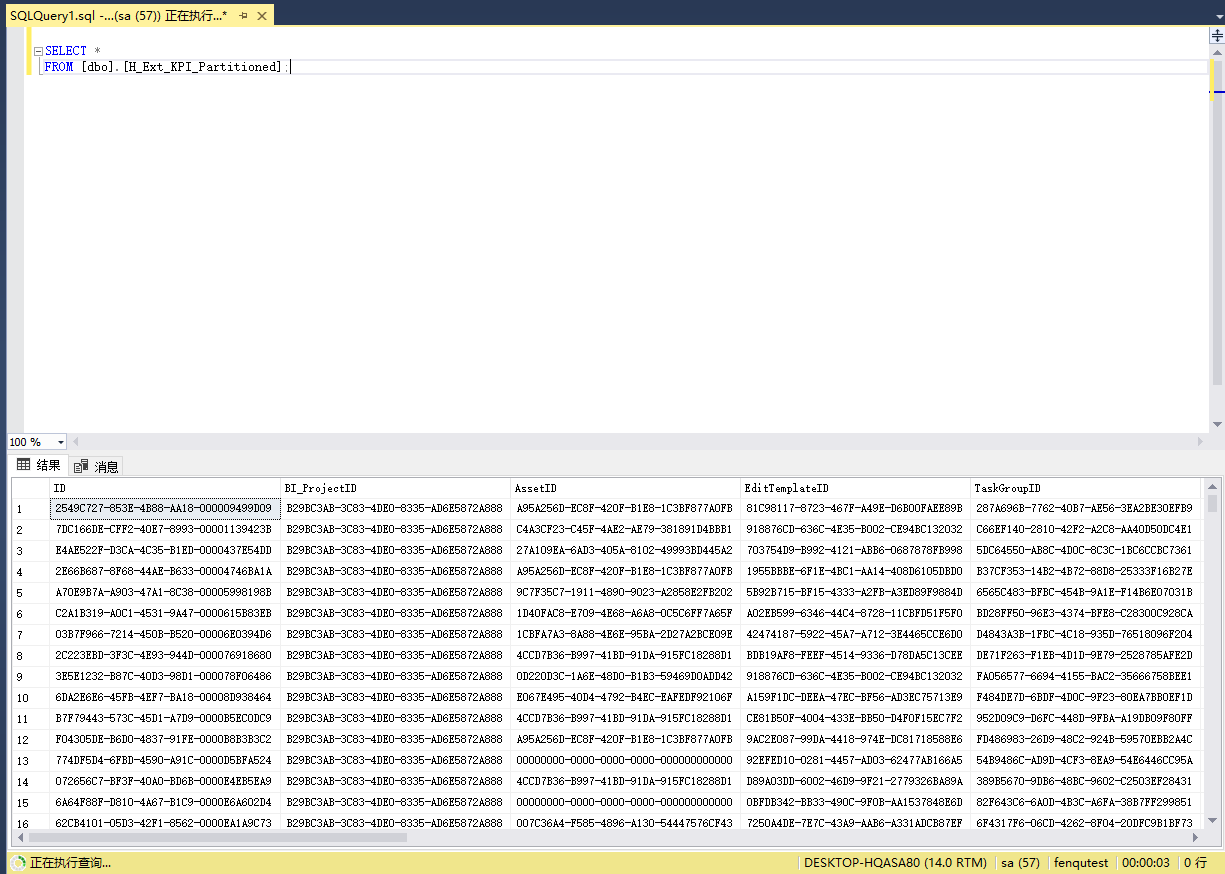 SQLQuery1.sql -...(sa (57)) 正在执行...*
SELECT *
FROM [dbo].[H_Ext_KPI_Partitioned];
100 %
结果 消息
ID BI_ProjectID AssetID EditTemplateID TaskGroupID
1 2549C727-853E-4B88-AA18-000009499D09 B29BC3AB-3C83-4DE0-8335-AD6E5872A888 A95A256D-EC8F-420F-B1E8-1C3BF877A0FB 81C98117-8723-467F-A49E-D6B00FAEE89B 287A696B-7762-40B7-AE56-3EA2BE30EFB9
2 7DC166DE-CFF2-40E7-8993-00001139423B B29BC3AB-3C83-4DE0-8335-AD6E5872A888 C4A3CF23-C45F-4AE2-AE79-381891D4BBB1 918876CD-636C-4E35-B002-CE94BC132032 C66EF140-2810-42F2-A2C8-AA40D50DC4E1
3 E4AE522F-D3CA-4C35-B1ED-0000437E54DD B29BC3AB-3C83-4DE0-8335-AD6E5872A888 27A109EA-6AD3-405A-8102-49993BD445A2 703754D9-B992-4121-ABB6-0687878FB998 5DC64550-AB8C-4D0C-8C3C-1BC6CCBC7361
4 2E66B687-8F68-44AE-B633-00004746BA1A B29BC3AB-3C83-4DE0-8335-AD6E5872A888 A95A256D-EC8F-420F-B1E8-1C3BF877A0FB 1955BBBE-6F1E-4BC1-AA14-408D6105DBD0 B37CF353-14B2-4B72-88D8-25333F16B27E
5 A70E9B7A-A903-47A1-8C38-00005998198B B29BC3AB-3C83-4DE0-8335-AD6E5872A888 9C7F35C7-1911-4890-9023-A2858E2FB202 5B92B715-BF15-4333-A2FB-A3ED89F9884D 6565C483-BFBC-454B-9A1E-F14B6E07031B
6 C2A1B319-A0C1-4531-9A47-0000615B83EB B29BC3AB-3C83-4DE0-8335-AD6E5872A888 1D40FAC8-E709-4E68-A6A8-0C5C6FF7A65F A02EB599-6346-44C4-8728-11CBFD51F5F0 BD28FF50-96E3-4374-BFE8-C28300C928CA
7 03B7F966-7214-450B-B520-00006E0394D6 B29BC3AB-3C83-4DE0-8335-AD6E5872A888 1CBFA7A3-8A88-4E6E-95BA-2D27A2BCE09E 42474187-5922-45A7-A712-3E4465CCE6D0 D4843A3B-1FBC-4C18-935D-76518096F204
8 2C223EBD-3F3C-4E93-944D-000076918680 B29BC3AB-3C83-4DE0-8335-AD6E5872A888 4CCD7B36-B997-41BD-91DA-915FC18288D1 BDB19AF8-FEEF-4514-9336-D78DA5C13CEE DE71F263-F1EB-4D1D-9E79-2528785AFE2D
9 3E5E1232-B87C-40D3-98D1-000078F06486 B29BC3AB-3C83-4DE0-8335-AD6E5872A888 0D220D3C-1A6E-48D0-B1B3-59469D0ADD42 918876CD-636C-4E35-B002-CE94BC132032 FA056577-6694-4155-BAC2-35666758BEE1
10 6DA2E6E6-45FB-4EF7-BA18-00008D938464 B29BC3AB-3C83-4DE0-8335-AD6E5872A888 E067E495-40D4-4792-B4EC-EAFEDF92106F A159F1DC-DEEA-47EC-BF56-AD3EC75713E9 F484DE7D-6BDF-4D0C-9F23-80EA7BB0EF1D
11 B7F79443-573C-45D1-A7D9-0000B5EC0DC9 B29BC3AB-3C83-4DE0-8335-AD6E5872A888 4CCD7B36-B997-41BD-91DA-915FC18288D1 CE81B50F-4004-433E-BB50-D4F0F15EC7F2 952D09C9-D6FC-448D-9FBA-A19DB09F80FF
12 F04305DE-B6D0-4837-91FE-0000B8B3B3C2 B29BC3AB-3C83-4DE0-8335-AD6E5872A888 A95A256D-EC8F-420F-B1E8-1C3BF877A0FB 9AC2E087-99DA-4418-974E-DC81718588E6 FD486983-26D9-48C2-924B-59570EBB2A4C
13 774DF5D4-6FBD-4590-A91C-0000D5BFA524 B29BC3AB-3C83-4DE0-8335-AD6E5872A888 00000000-0000-0000-0000-000000000000 92EFED10-0281-4457-AD03-62477AB166A5 54B9486C-AD9D-4CF3-8EA9-54E6446CC95A
14 072656C7-BF3F-40A0-BD6B-0000E4EB5EA9 B29BC3AB-3C83-4DE0-8335-AD6E5872A888 4CCD7B36-B997-41BD-91DA-915FC18288D1 D89A03DD-6002-46D9-9F21-2779326BA89A 389B5670-9DB6-48BC-9602-C2503EF28431
15 6A64F88F-D810-4A67-B1C9-0000E6A602D4 B29BC3AB-3C83-4DE0-8335-AD6E5872A888 00000000-0000-0000-0000-000000000000 0BFDB342-BB33-490C-9F0B-AA1537848E6D 82F643C6-6A0D-4B3C-A6FA-38B7FF299851
16 62CB4101-05D3-42F1-8562-0000EA1A9C73 B29BC3AB-3C83-4DE0-8335-AD6E5872A888 007C36A4-F585-4896-A130-54447576CF43 7250A4DE-7E7C-43A9-AAB6-A331ADCB87EF 6F4317F6-06CD-4262-8F04-20DFC9B1BF73
正在执行查询... DESKTOP-HQASA80 (14.0 RTM) sa (57) fenqutest 00:00:03 0 行